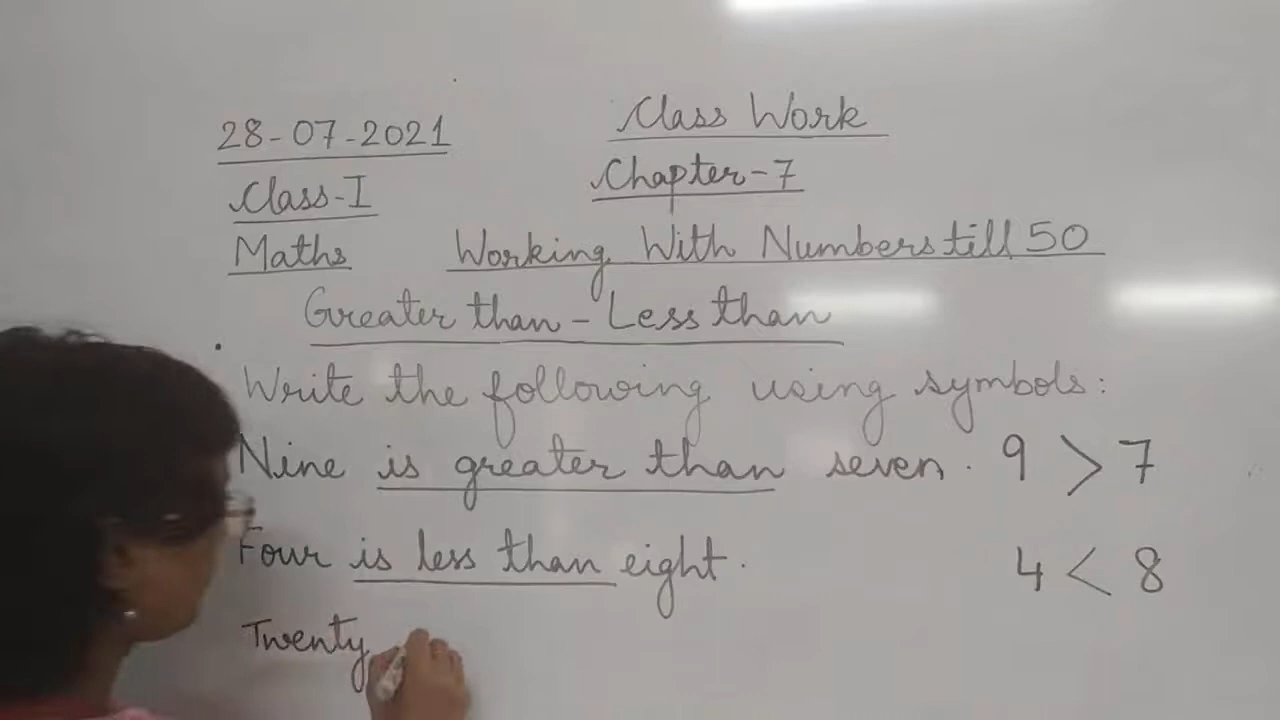 Class Work
28-07-2021
Chapter-7
Class-I
Maths Working With Numbers till 50
Greater than - Less than
Write the following using symbols:
Nine is greater than seven. 9 > 7
Four is less than eight. 4 < 8
Twenty